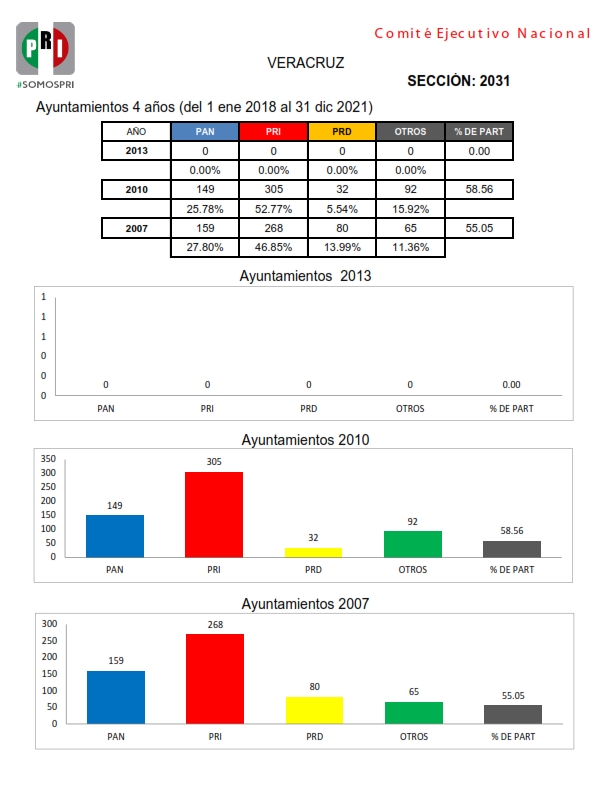 Comité Ejecutivo Nacional
PRI
#SOMOSPRI
VERACRUZ
SECCIÓN: 2031
Ayuntamientos 4 años (del 1 ene 2018 al 31 dic 2021)
AÑO PAN PRI PRD OTROS % DE PART
2013 0 0 0 0 0.00
0.00% 0.00% 0.00% 0.00%
2010 149 305 32 92 58.56
25.78% 52.77% 5.54% 15.92%
2007 159 268 80 65 55.05
27.80% 46.85% 13.99% 11.36%
Ayuntamientos 2013
1
1
1
0
0
0
0 0 0 0 0.00
PAN PRI PRD OTROS % DE PART
Ayuntamientos 2010
350
300
250
200
150
100
50
0
149 305 32 92 58.56
PAN PRI PRD OTROS % DE PART
Ayuntamientos 2007
300
250
200
150
100
50
0
159 268 80 65 55.05
PAN PRI PRD OTROS % DE PART